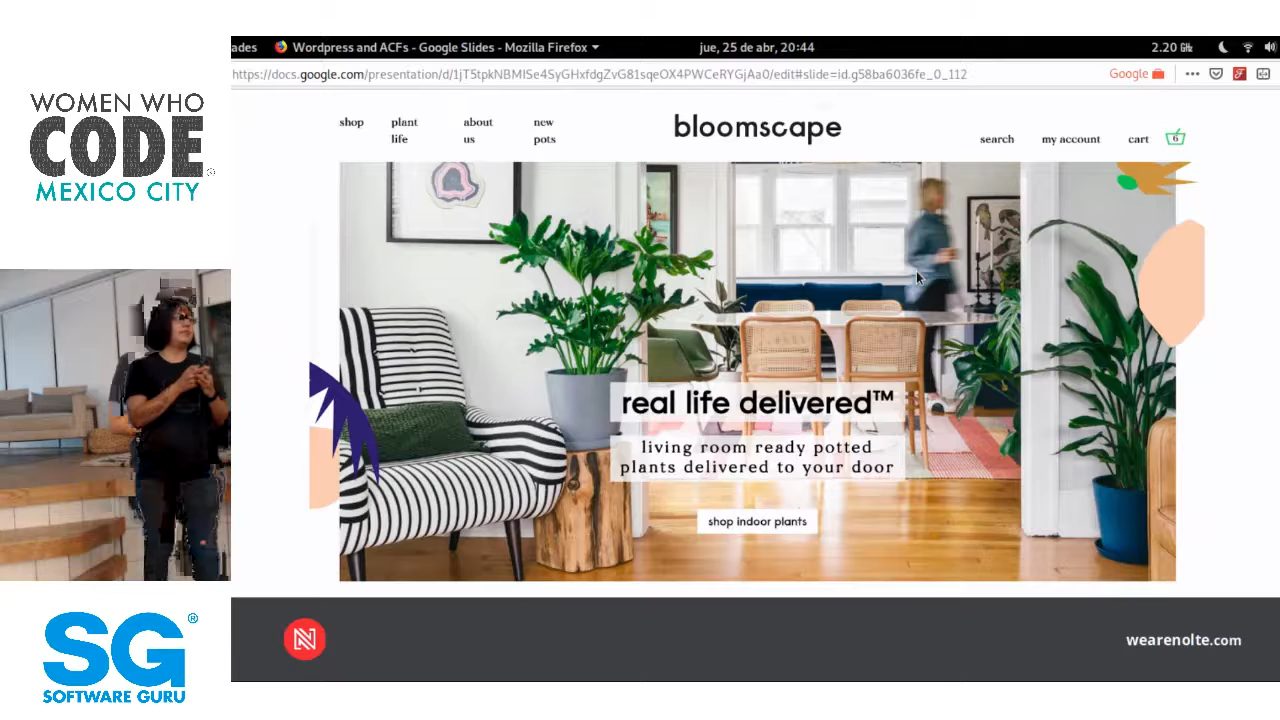 WOMEN WHO
CODE
MEXICO CITY
SG
SOFTWARE GURU
ades
Wordpress and ACFs - Google Slides - Mozilla Firefox
jue, 25 de abr, 20:44
2.20 GHz
https://docs.google.com/presentation/d/1jT5tpkNBMISe4SyGHxfdgZvG81sqeOX4PWCeRYGjAa0/edit#slide=id.g58ba6036fe_0_112
Google
shop
plant
life
about
us
new
pots
bloomscape
search
my account
cart
6
real life delivered™
living room ready potted
plants delivered to your door
shop indoor plants
N
wearenolte.com